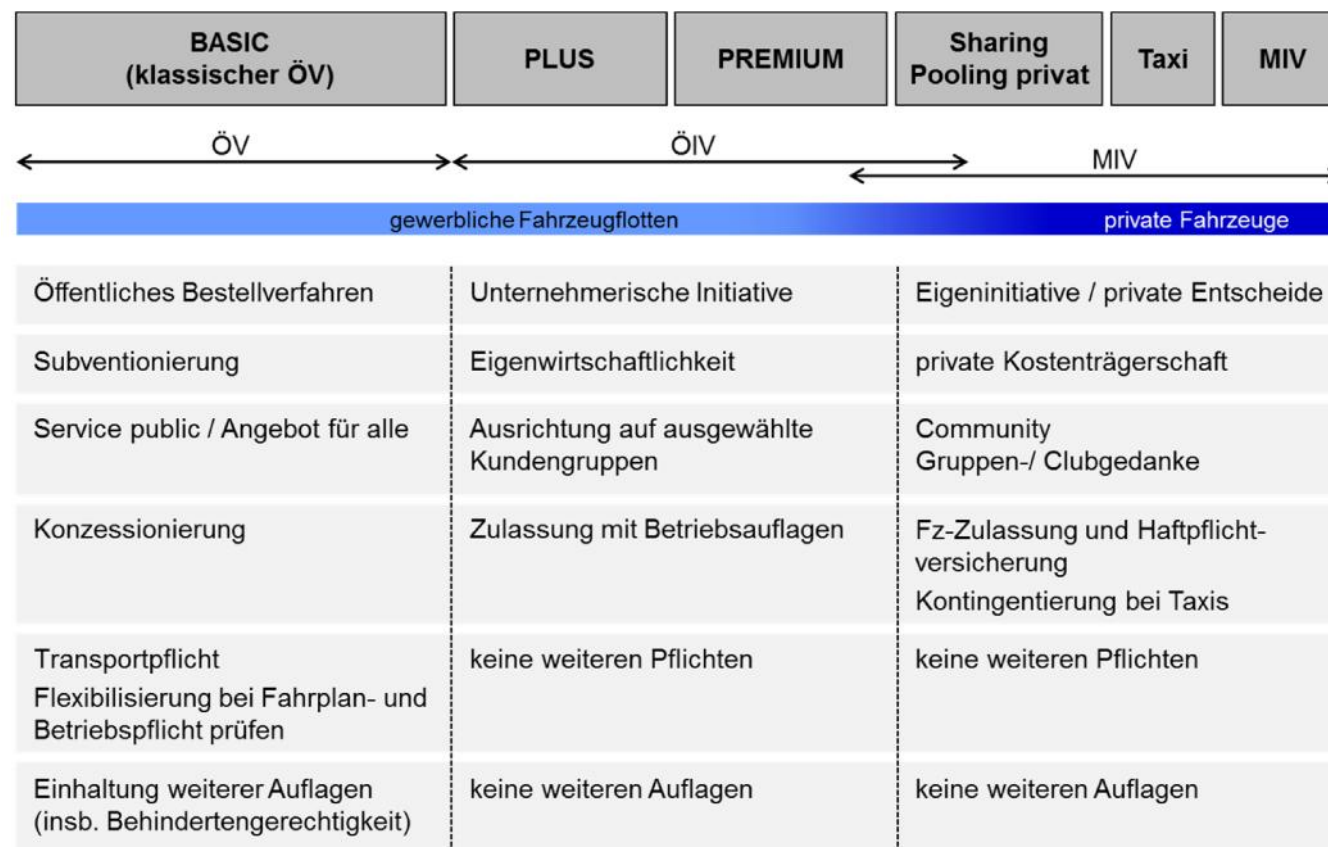 BASIC
(klassischer ÖV)
PLUS
PREMIUM
Sharing
Pooling privat
Taxi
MIV
ÖV
ÖIV
MIV
gewerbliche Fahrzeugflotten
private Fahrzeuge
Öffentliches Bestellverfahren
Unternehmerische Initiative
Eigeninitiative / private Entscheide
Subventionierung
Eigenwirtschaftlichkeit
private Kostenträgerschaft
Service public / Angebot für alle
Ausrichtung auf ausgewählte
Kundengruppen
Community
Gruppen-/ Clubgedanke
Konzessionierung
Zulassung mit Betriebsauflagen
Fz-Zulassung und Haftpflicht-
versicherung
Kontingentierung bei Taxis
Transportpflicht
Flexibilisierung bei Fahrplan- und
Betriebspflicht prüfen
keine weiteren Pflichten
keine weiteren Pflichten
Einhaltung weiterer Auflagen
(insb. Behindertengerechtigkeit)
keine weiteren Auflagen
keine weiteren Auflagen